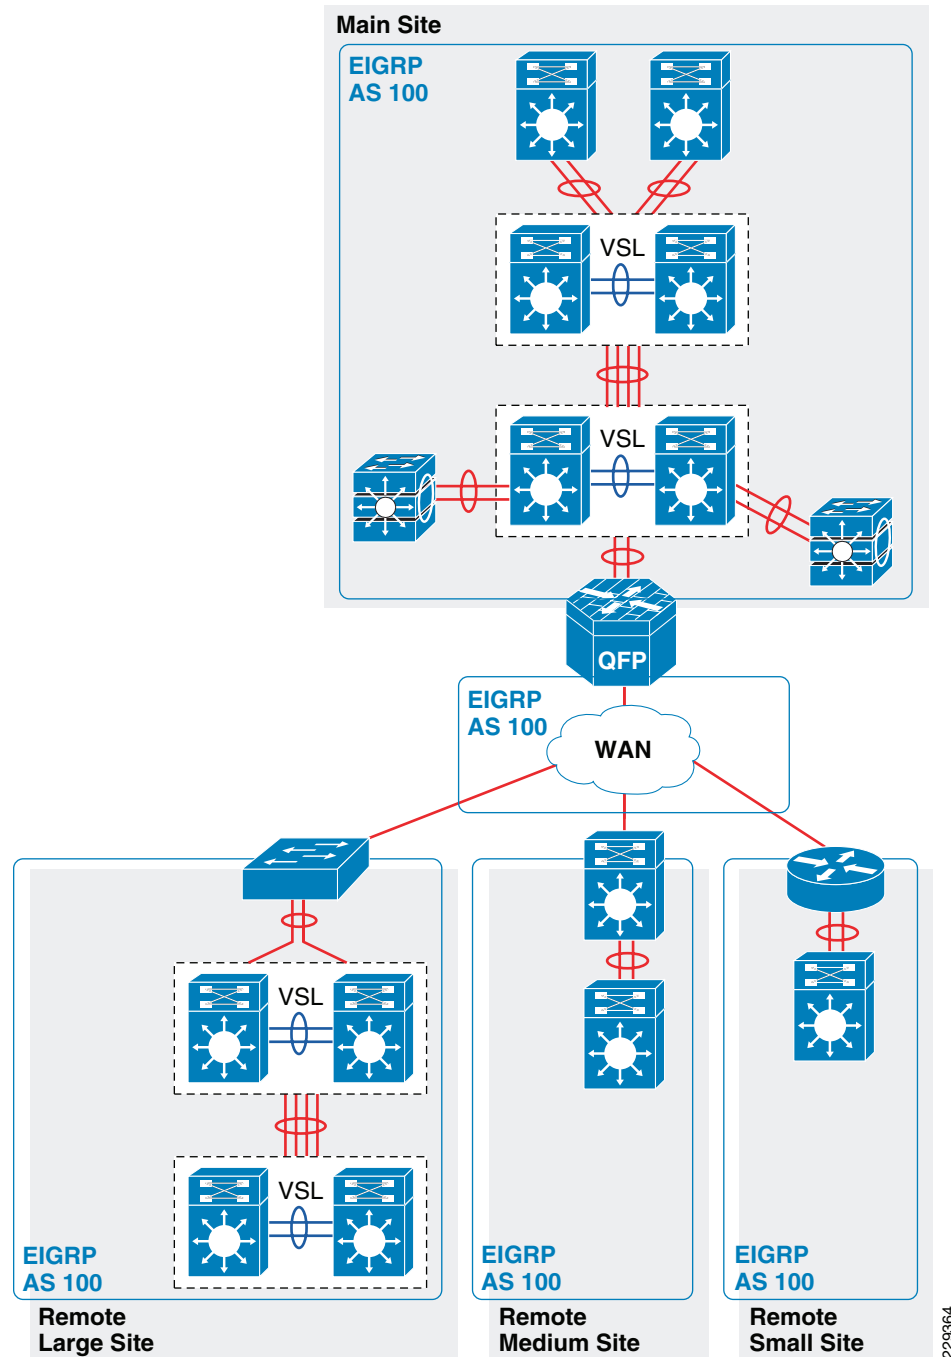 Main Site
EIGRP
AS 100
VSL
VSL
QFP
EIGRP
AS 100
WAN
VSL
VSL
EIGRP
AS 100
Remote
Large Site
EIGRP
AS 100
Remote
Medium Site
EIGRP
AS 100
Remote
Small Site
229364